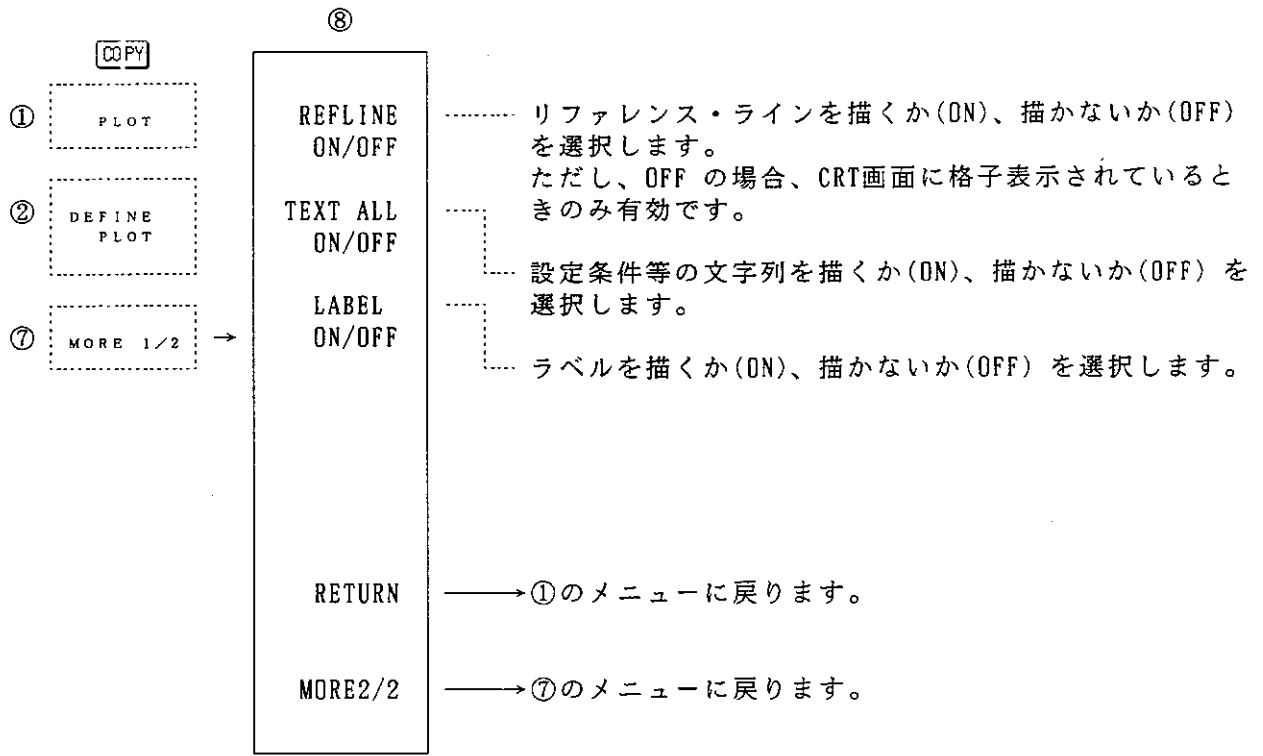 ⑧
COPY
① PLOT
② DEFINE
PLOT
⑦ MORE 1/2 →
REFLINE
ON/OFF
TEXT ALL
ON/OFF
LABEL
ON/OFF
RETURN
MORE2/2
リファレンス・ラインを描くか(ON)、描かないか(OFF)
を選択します。
ただし、OFF の場合、CRT画面に格子表示されていると
きのみ有効です。
設定条件等の文字列を描くか(ON)、描かないか(OFF) を
選択します。
ラベルを描くか(ON)、描かないか(OFF) を選択します。
→①のメニューに戻ります。
→⑦のメニューに戻ります。